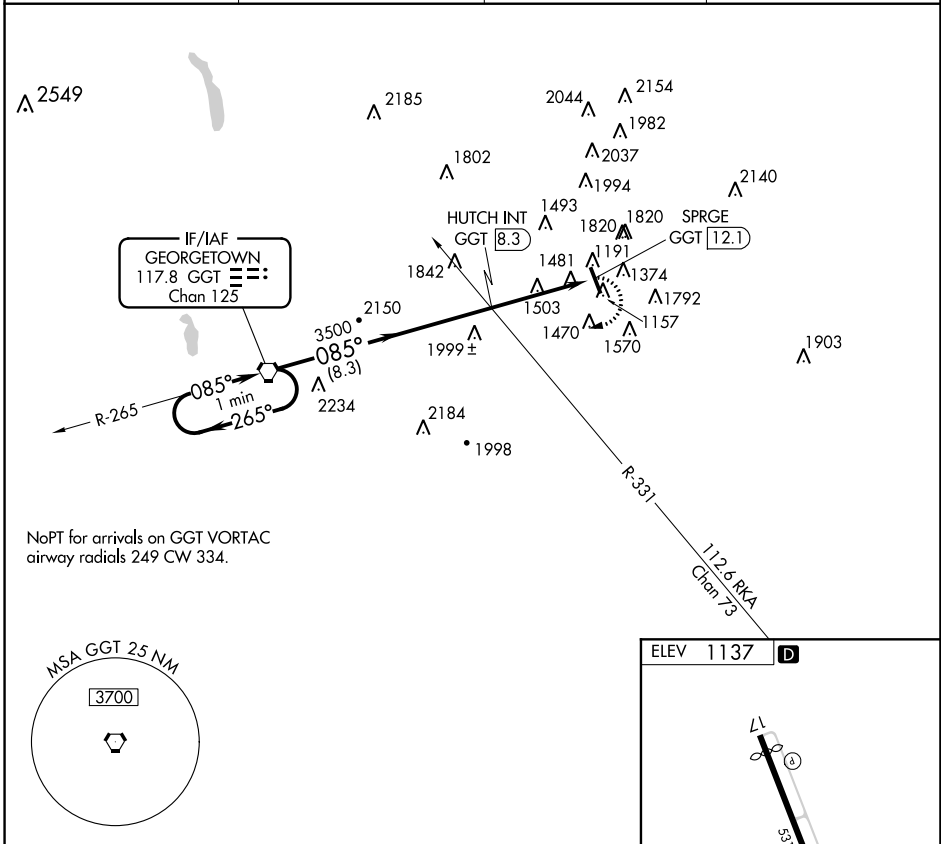 2549
2185
2044
2154
1982
2037
1802
1994
2140
1493
HUTCH INT
GGT 8.3
1820
1820
SPRGE
GGT 12.1
IF/IAF
GEORGETOWN
117.8 GGT
Chan 125
1842
1481
1191
1374
1503
1792
2150
3500
085°
(8.3)
1999 ±
1470
1157
1570
1903
085°
1 min
265°
R-265
2234
2184
1998
R-331
NoPT for arrivals on GGT VORTAC
airway radials 249 CW 334.
112.6 RKA
Chan 73
MSA GGT 25 NM
3700
ELEV 1137 D
17
P